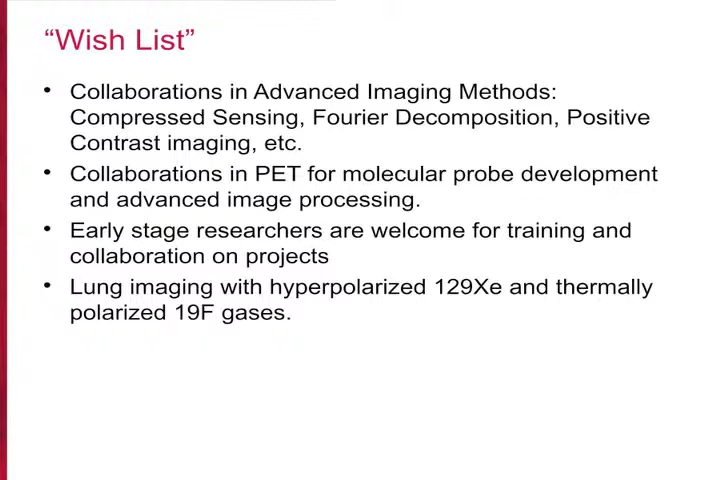 “Wish List”
• Collaborations in Advanced Imaging Methods:
Compressed Sensing, Fourier Decomposition, Positive
Contrast imaging, etc.
• Collaborations in PET for molecular probe development
and advanced image processing.
• Early stage researchers are welcome for training and
collaboration on projects
• Lung imaging with hyperpolarized 129Xe and thermally
polarized 19F gases.